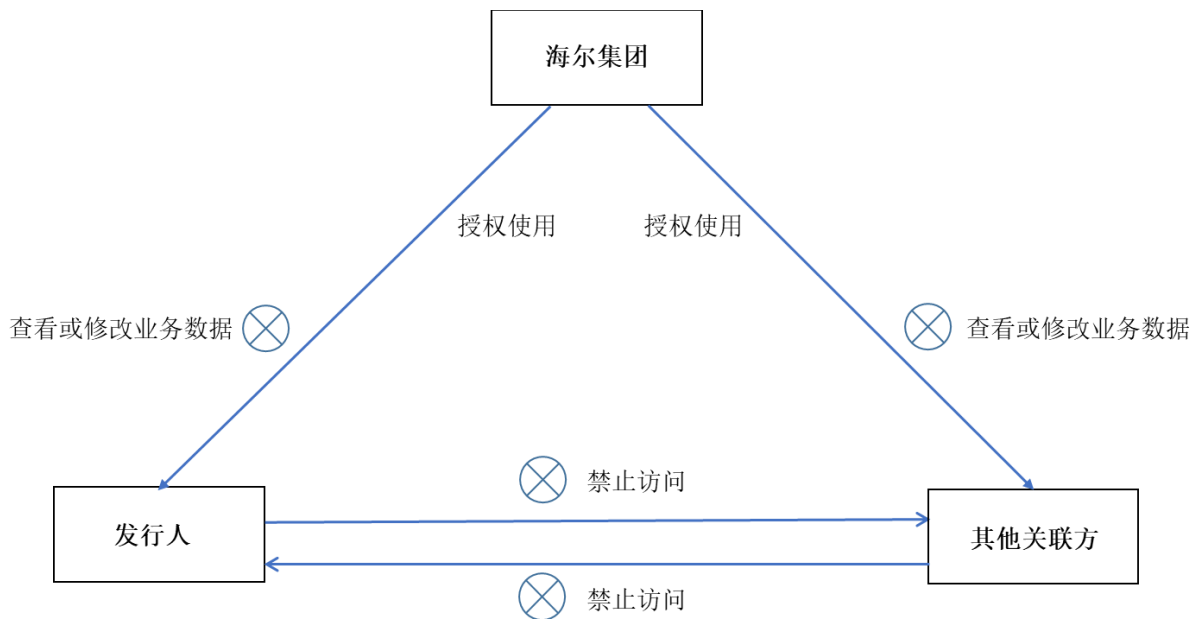 海尔集团
授权使用
授权使用
查看或修改业务数据
查看或修改业务数据
禁止访问
发行人
其他关联方
禁止访问